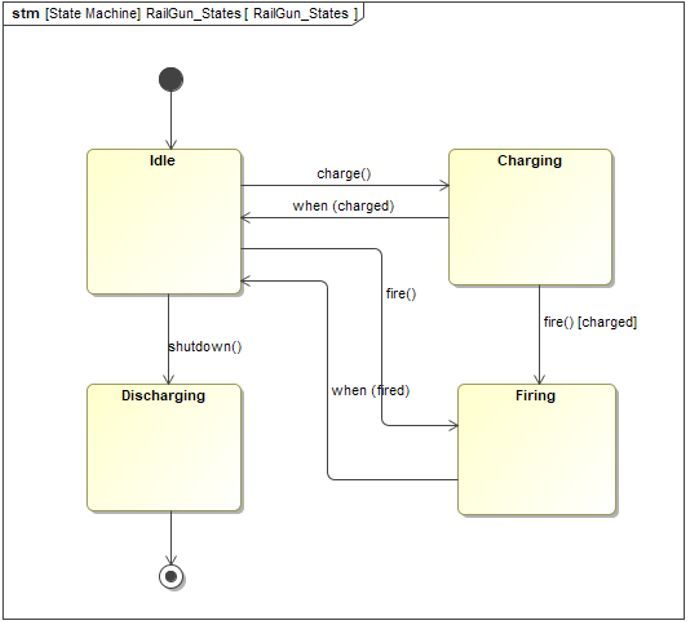 stm [State Machine] RailGun_States [ RailGun_States ]
Idle
Charging
charge()
when (charged)
fire()
fire() [charged]
shutdown()
when (fired)
Discharging
Firing